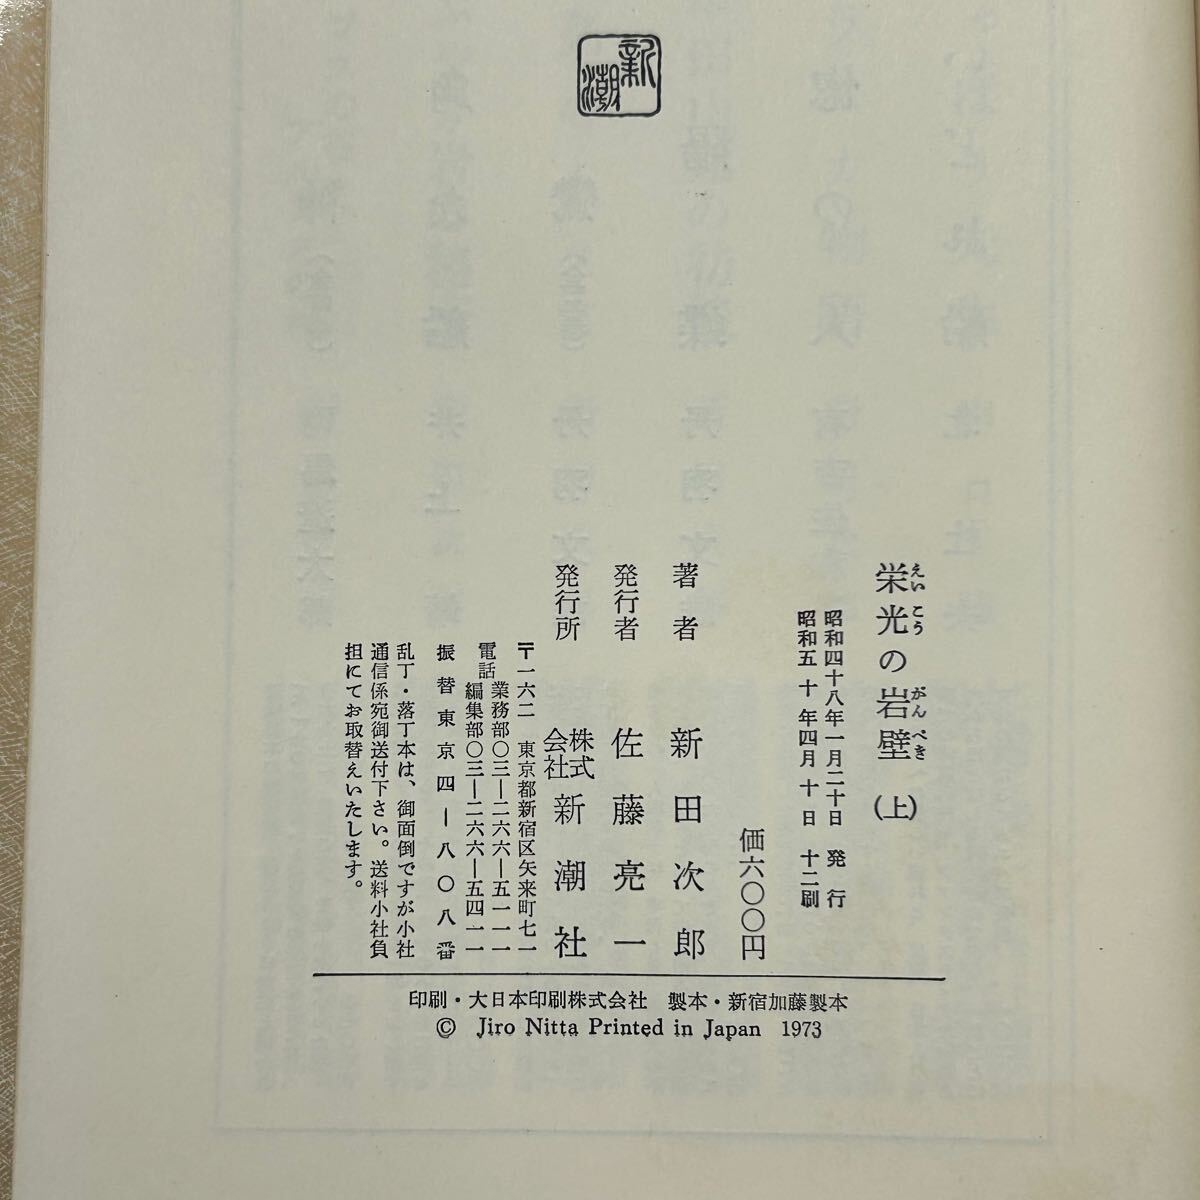 新潮
栄光の岩壁（上）
えいこう がんぺき
昭和四十八年一月二十日 発行
昭和五十年四月十日 十二刷
価六〇〇円
著者 新田次郎
発行者 佐藤亮一
発行所 株式会社 新潮社
〒一六二 東京都新宿区矢来町七一
電話 業務部〇三―二六六―五一一一
編集部〇三―二六六―五四一一
振替東京四―八〇八番
乱丁・落丁本は、御面倒ですが小社
通信係宛御送付下さい。送料小社負
担にてお取替えいたします。
印刷・大日本印刷株式会社 製本・新宿加藤製本
© Jiro Nitta Printed in Japan 1973